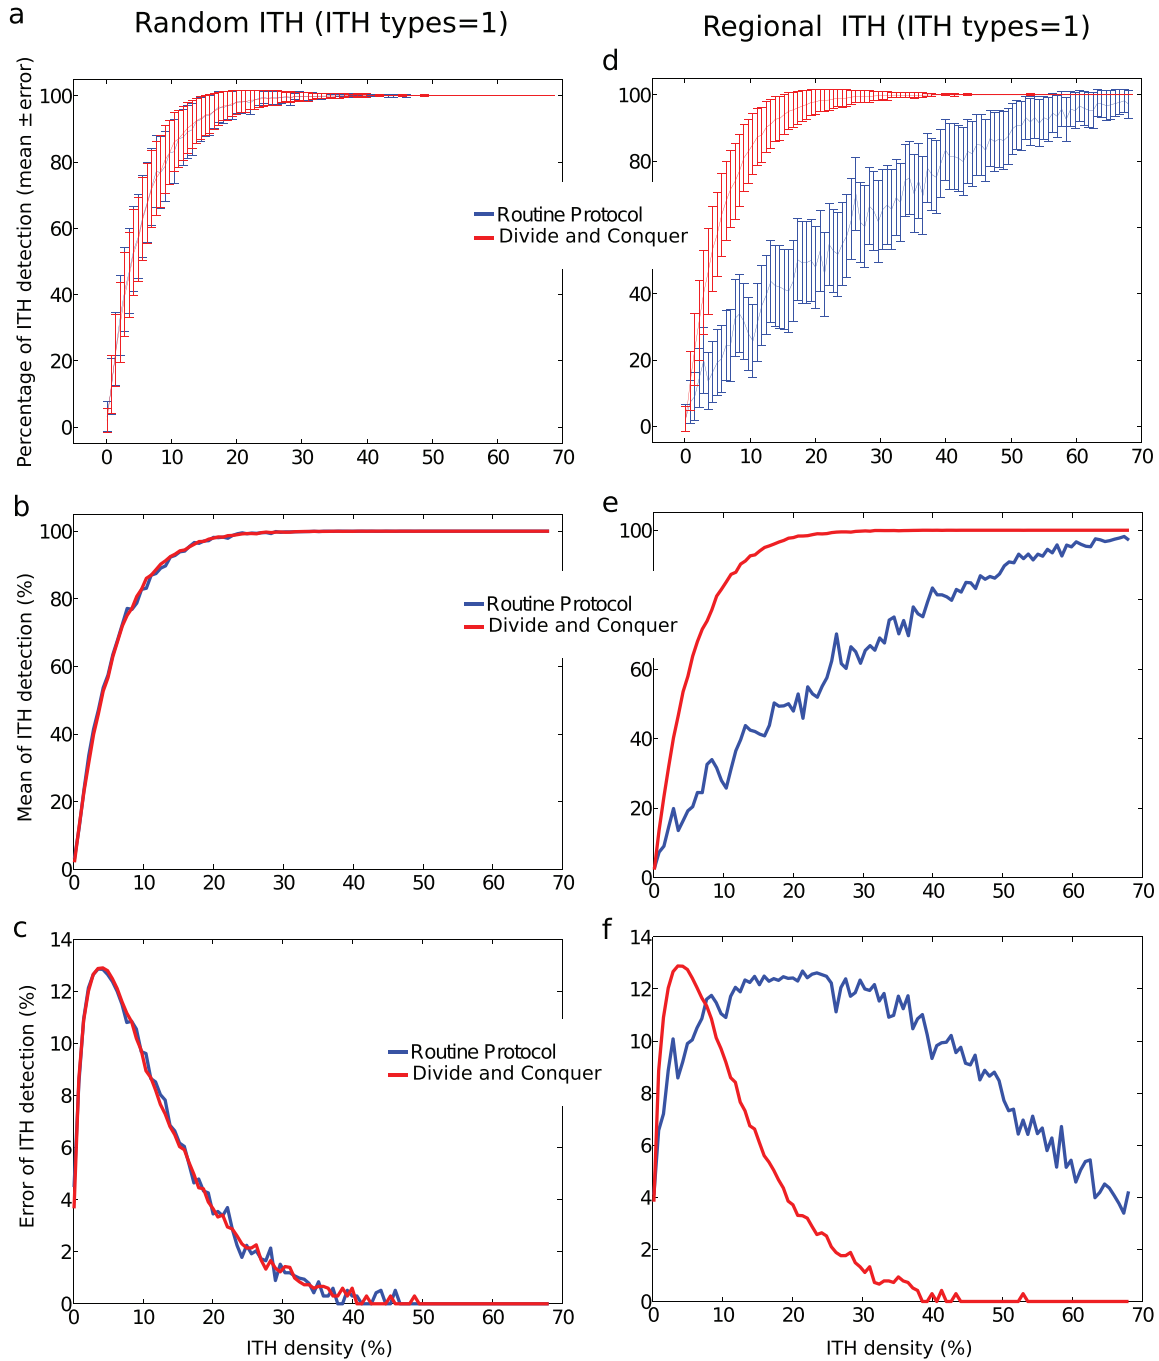 a
Random ITH (ITH types=1)
Percentage of ITH detection (mean ± error)
100
80
60
40
20
0
0 10 20 30 40 50 60 70
Routine Protocol
Divide and Conquer
d
Regional ITH (ITH types=1)
100
80
60
40
20
0
0 10 20 30 40 50 60 70
b
Mean of ITH detection (%)
100
80
60
40
20
0
0 10 20 30 40 50 60 70
Routine Protocol
Divide and Conquer
e
100
80
60
40
20
0
0 10 20 30 40 50 60 70
c
Error of ITH detection (%)
14
12
10
8
6
4
2
0
0 10 20 30 40 50 60 70
ITH density (%)
Routine Protocol
Divide and Conquer
f
14
12
10
8
6
4
2
0
0 10 20 30 40 50 60 70
ITH density (%)